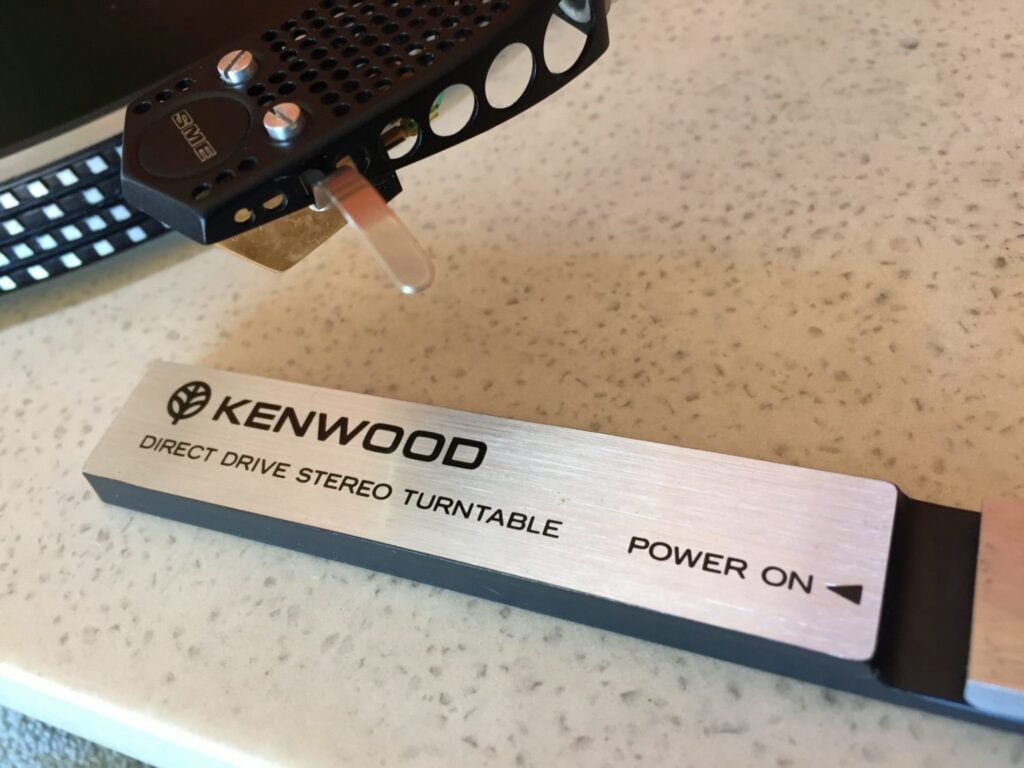 SME
KENWOOD
DIRECT DRIVE STEREO TURNTABLE
POWER ON